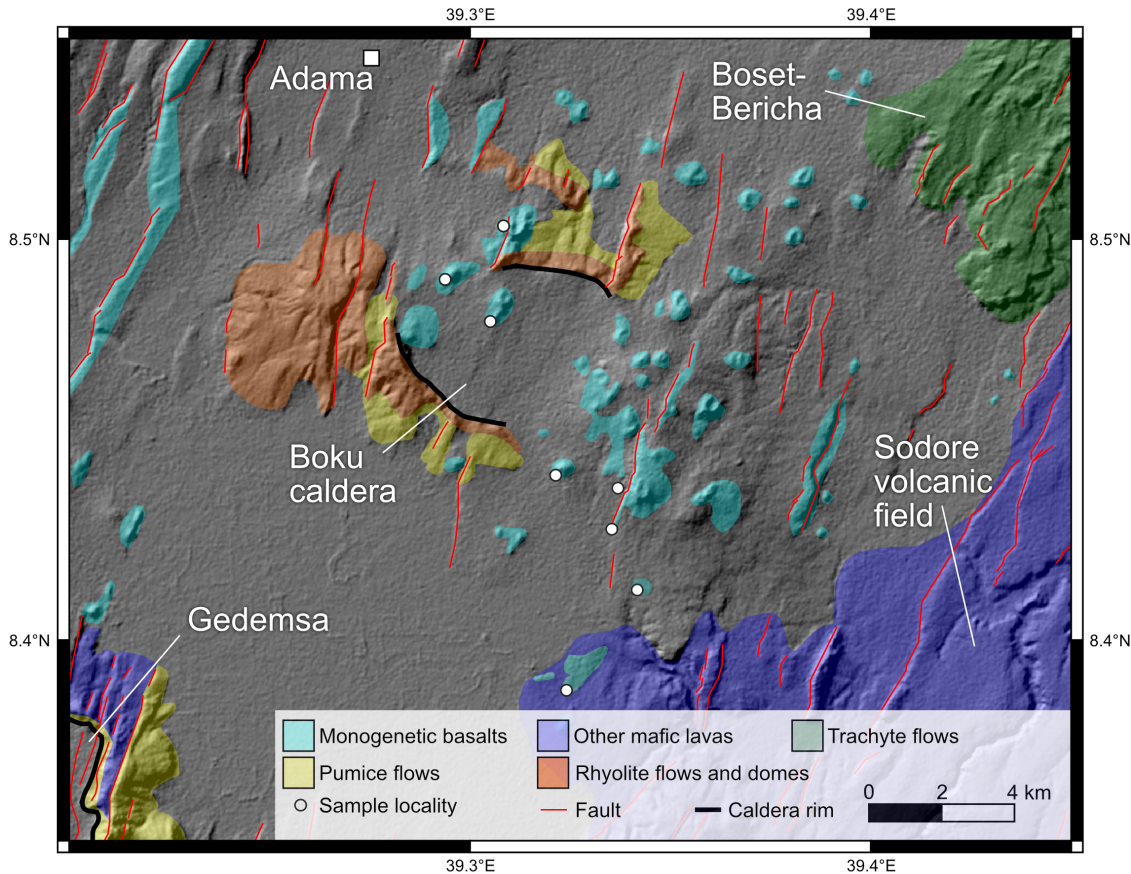 39.3°E
39.4°E
Adama
Boset-
Bericha
8.5°N
8.5°N
Boku
caldera
Sodore
volcanic
field
Gedemsa
8.4°N
8.4°N
Monogenetic basalts
Other mafic lavas
Trachyte flows
Pumice flows
Rhyolite flows and domes
Sample locality
Fault
Caldera rim
0
2
4 km
39.3°E
39.4°E